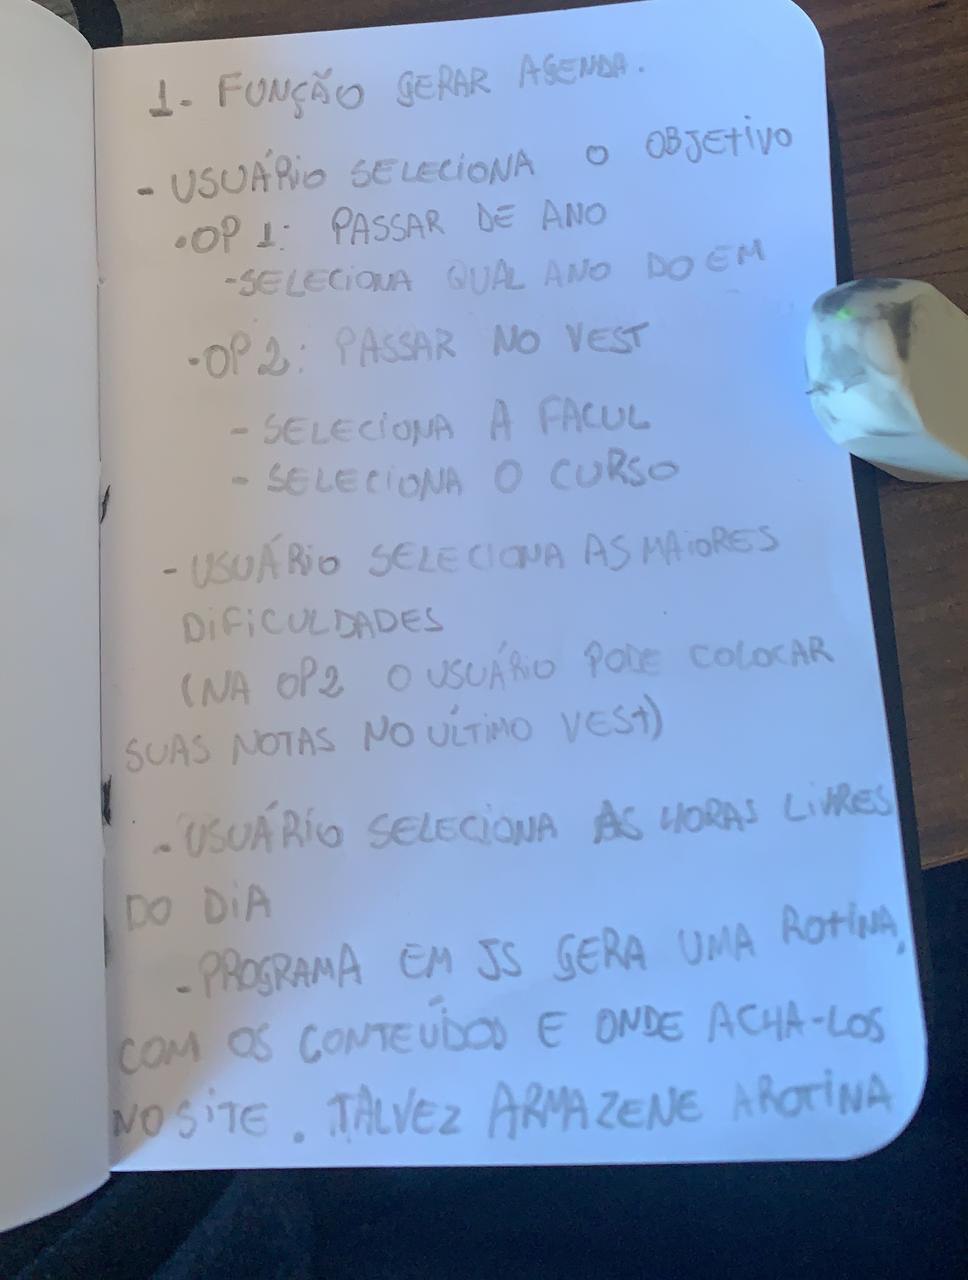 1- FUNÇÃO GERAR AGENDA.
- USUÁRIO SELECIONA O OBJETIVO
•OP 1: PASSAR DE ANO
-SELECIONA QUAL ANO DO EM
•OP 2: PASSAR NO VEST
- SELECIONA A FACUL
- SELECIONA O CURSO
- USUÁRIO SELECIONA AS MAIORES
DIFICULDADES
(NA OP2 O USUÁRIO PODE COLOCAR
SUAS NOTAS NO ÚLTIMO VEST)
- USUÁRIO SELECIONA AS HORAS LIVRES
DO DIA
- PROGRAMA EM JS GERA UMA ROTINA,
COM OS CONTEÚDOS E ONDE ACHA-LOS
NO SITE. TALVEZ ARMAZENE A ROTINA